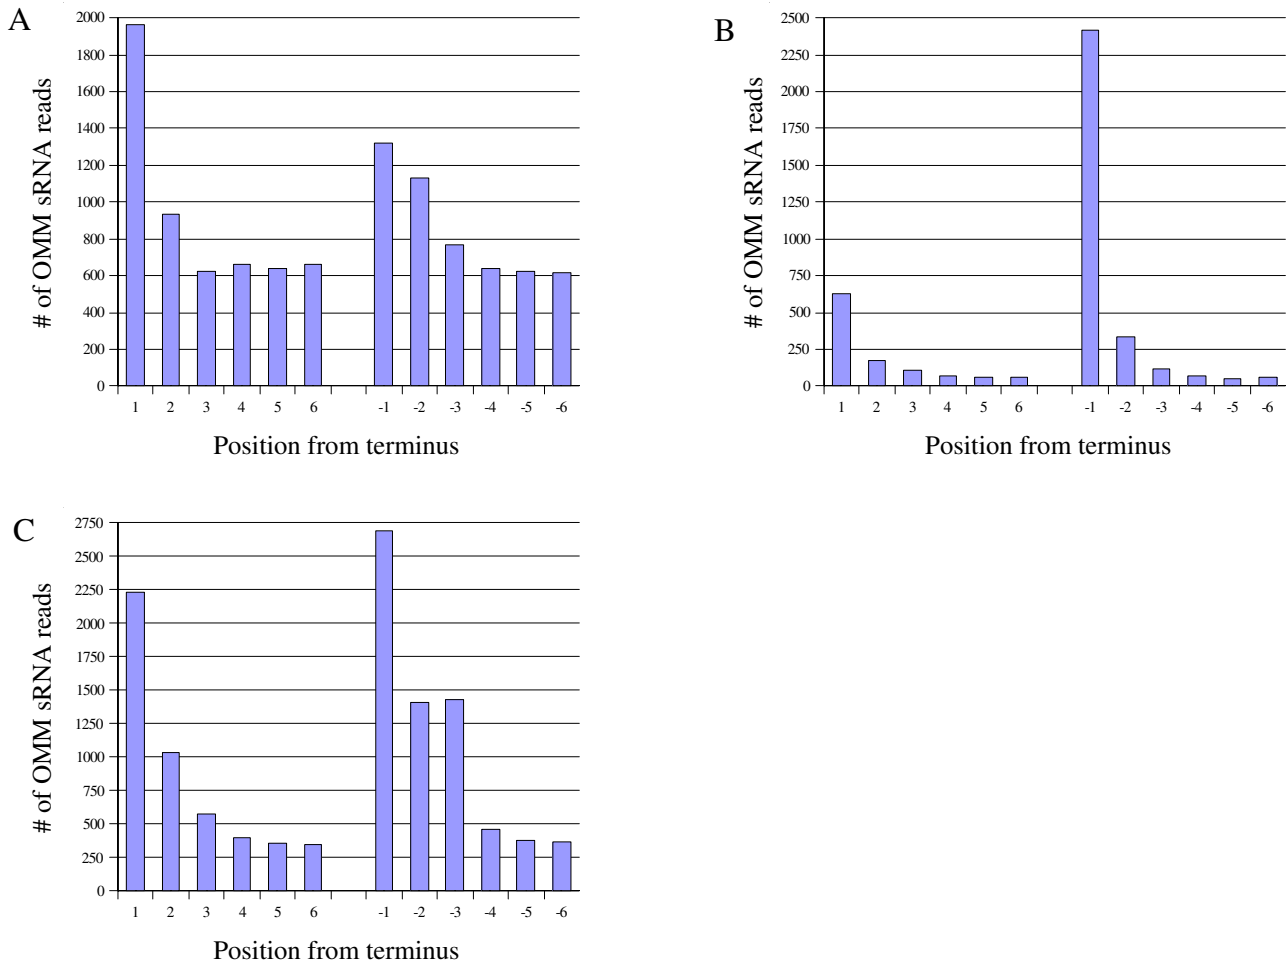 A
# of OMM sRNA reads
2000
1800
1600
1400
1200
1000
800
600
400
200
0
1 2 3 4 5 6 -1 -2 -3 -4 -5 -6
Position from terminus
B
# of OMM sRNA reads
2500
2250
2000
1750
1500
1250
1000
750
500
250
0
1 2 3 4 5 6 -1 -2 -3 -4 -5 -6
Position from terminus
C
# of OMM sRNA reads
2750
2500
2250
2000
1750
1500
1250
1000
750
500
250
0
1 2 3 4 5 6 -1 -2 -3 -4 -5 -6
Position from terminus